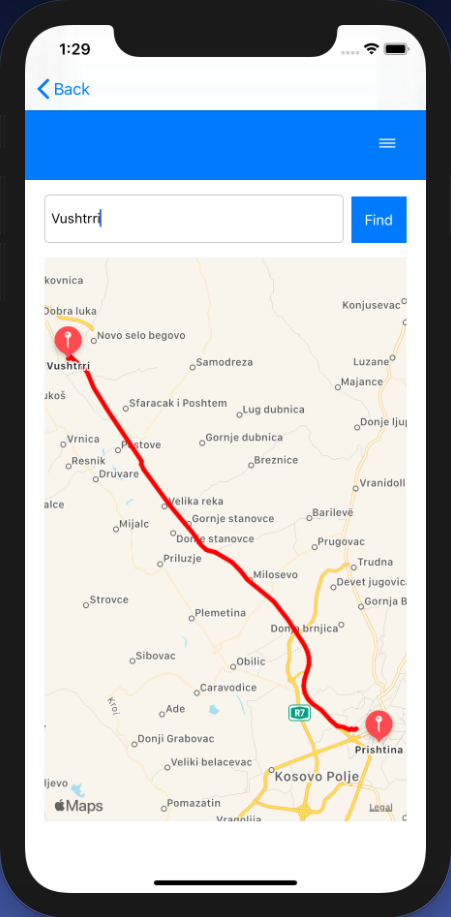 1:29
Back
Vushtrri
Find
kovnica
Konjusevac
Dobra luka
Novo selo begovo
Samodreza
Luzane
Vushtrri
Majance
ukoš
Sfaracak i Poshtem
Lug dubnica
Donje ljup
Vrnica
Pestove
Gornje dubnica
Resnik
Breznice
Druvare
Vranidoll
alce
Velika reka
Barilevë
Mijalc
Gornje stanovce
Donje stanovce
Prugovac
Priluzje
Trudna
Milosevo
Devet jugovic
Strovce
Gornja B
Plemetina
Donja brnjica
Sibovac
Obilic
Caravodice
Kroi
Ade
R7
Donji Grabovac
Prishtina
Veliki belacevac
Kosovo Polje
ljevo
Maps
Pomazatin
Legal
Vragolija